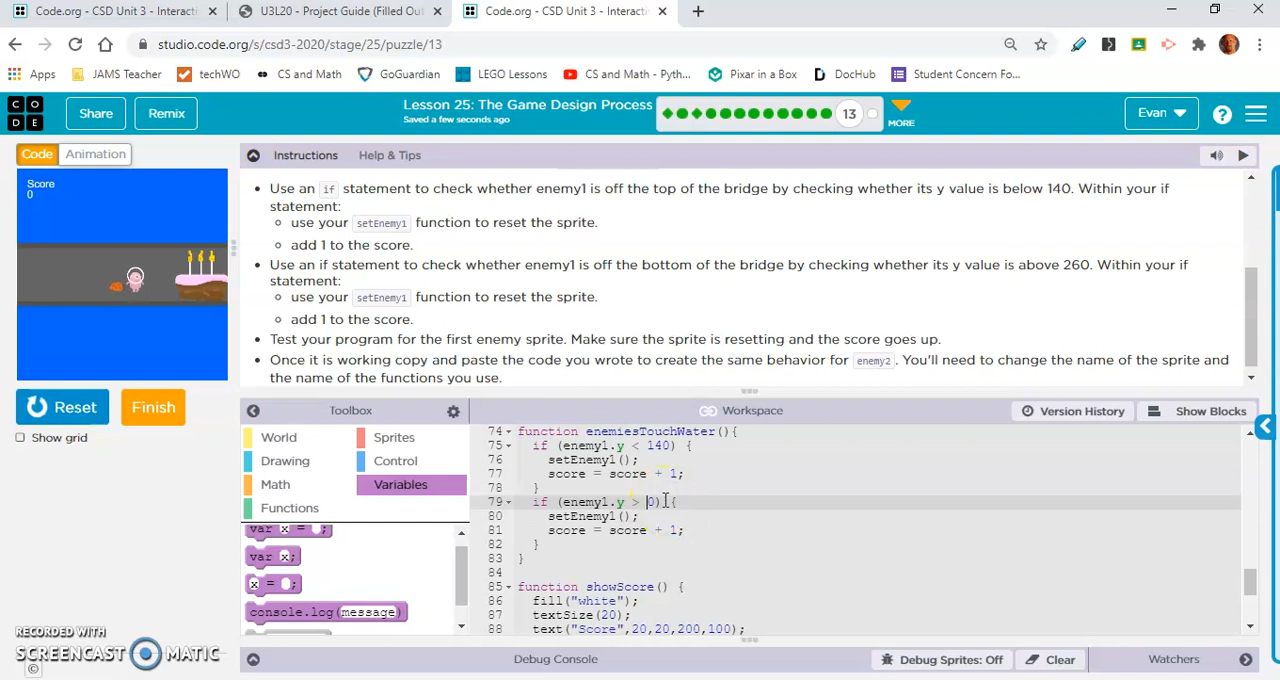 Code.org - CSD Unit 3 - Interacti
U3L20 - Project Guide (Filled Out
Code.org - CSD Unit 3 - Interacti
studio.code.org/s/csd3-2020/stage/25/puzzle/13
Apps JAMS Teacher techWO CS and Math GoGuardian LEGO Lessons CS and Math - Pyth... Pixar in a Box DocHub Student Concern Fo...
C O D E
Share
Remix
Lesson 25: The Game Design Process
Saved a few seconds ago
13
MORE
Evan
Code
Animation
Instructions
Help & Tips
Score
0
Use an if statement to check whether enemy1 is off the top of the bridge by checking whether its y value is below 140. Within your if
statement:
use your setEnemy1 function to reset the sprite.
add 1 to the score.
Use an if statement to check whether enemy1 is off the bottom of the bridge by checking whether its y value is above 260. Within your if
statement:
use your setEnemy1 function to reset the sprite.
add 1 to the score.
Test your program for the first enemy sprite. Make sure the sprite is resetting and the score goes up.
Once it is working copy and paste the code you wrote to create the same behavior for enemy2. You'll need to change the name of the sprite and
the name of the functions you use.
Reset
Finish
Show grid
Toolbox
Workspace
Version History
Show Blocks
World
Sprites
Drawing
Control
Math
Variables
Functions
var x = ;
var x;
x = ;
console.log(message)
74 function enemiesTouchWater(){
75 if (enemy1.y < 140) {
76 setEnemy1();
77 score = score + 1;
78 }
79 if (enemy1.y > 0) {
80 setEnemy1();
81 score = score + 1;
82 }
83 }
84
85 function showScore() {
86 fill("white");
87 textSize(20);
88 text("Score",20,20,200,100);
RECORDED WITH
SCREENCAST MATIC
©
Debug Console
Debug Sprites: Off
Clear
Watchers